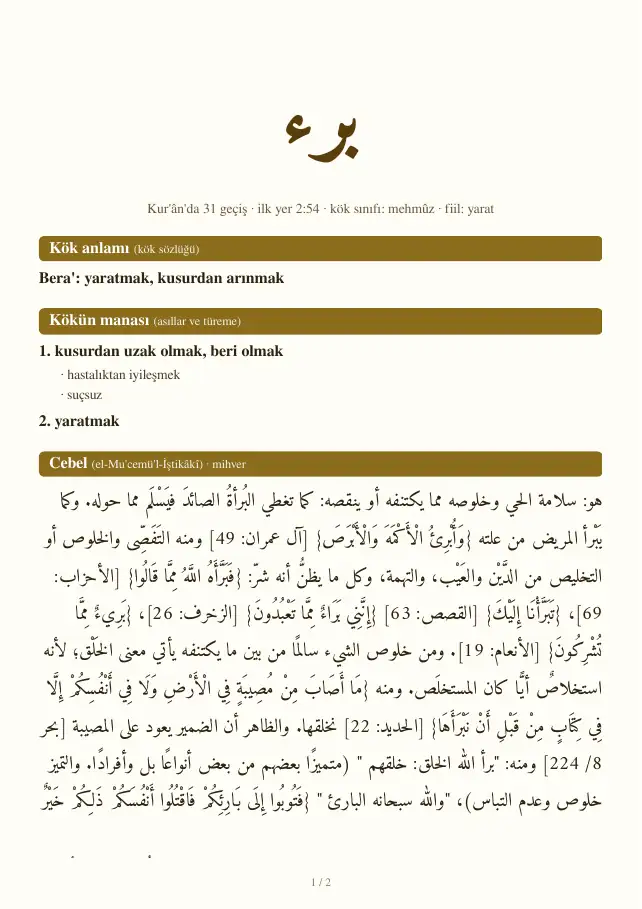 برء
Kur'ân'da 31 geçiş · ilk yer 2:54 · kök sınıfı: mehmûz · fiil: yarat
Kök anlamı (kök sözlüğü)
Bera': yaratmak, kusurdan arınmak
Kökün manası (asıllar ve türeme)
1. kusurdan uzak olmak, beri olmak
· hastalıktan iyileşmek
· suçsuz
2. yaratmak
Cebel (el-Mu'cemü'l-İştikâkî) · mihver
هو: سلامة الحي وخلوصه مما يكتنفه أو ينقصه: كما تغطي البُرأةُ الصائدَ فيَسْلَم مما حوله. وكما
يَبْرأ المريض من علته {وَأُبْرِئُ الْأَكْمَهَ وَالْأَبْرَصَ} [آل عمران: 49] ومنه التَفَصِّى والخلوص أو
التخليص من الدَّيْن والعَيْب، والتهمة، وكل ما يظنُّ أنه شرّ: {فَبَرَّأَهُ اللَّهُ مِمَّا قَالُوا} [الأحزاب:
69]، {تَبَرَّأْنَا إِلَيْكَ} [القصص: 63] {إِنَّنِي بَرَاءٌ مِمَّا تَعْبُدُونَ} [الزخرف: 26]، {بَرِيءٌ مِمَّا
تُشْرِكُونَ} [الأنعام: 19]. ومن خلوص الشيء سالمًا من بين ما يكتنفه يأتي معنى الخَلْق؛ لأنه
استخلاصٌ أيًّا كان المستخلَص. ومنه {مَا أَصَابَ مِنْ مُصِيبَةٍ فِي الْأَرْضِ وَلَا فِي أَنْفُسِكُمْ إِلَّا
فِي كِتَابٍ مِنْ قَبْلِ أَنْ نَبْرَأَهَا} [الحديد: 22] نخلقها. والظاهر أن الضمير يعود على المصيبة [بحر
8/ 224] ومنه: "برأ الله الخلق: خلقهم " (متميزًا بعضهم من بعض أنواعًا بل وأفرادًا. والتميز
خلوص وعدم التباس)، "والله سبحانه البارئ " {فَتُوبُوا إِلَى بَارِئِكُمْ فَاقْتُلُوا أَنْفُسَكُمْ ذَلِكُمْ خَيْرٌ
1 / 2